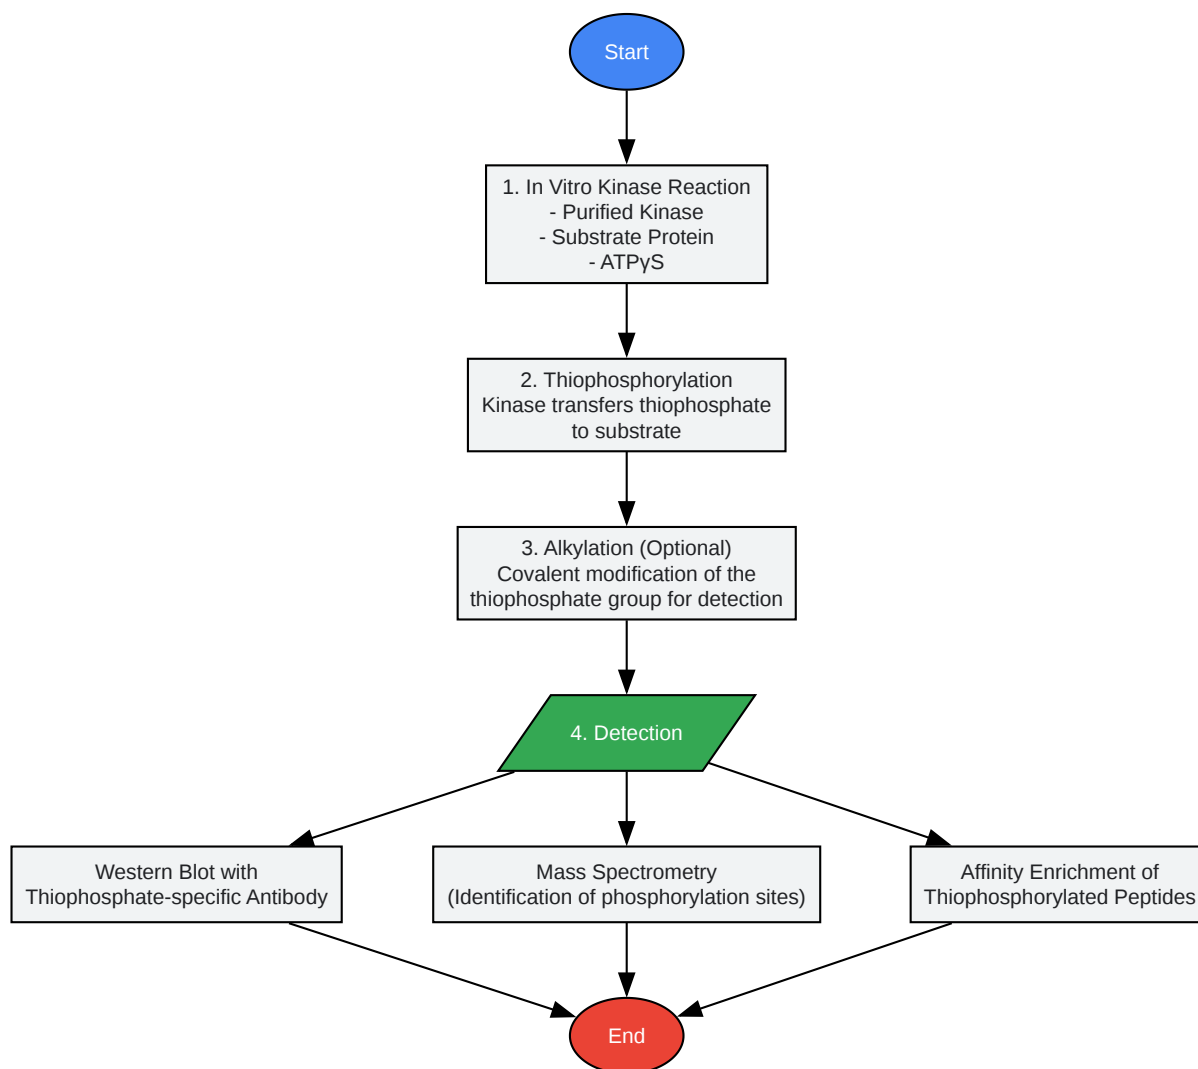 Start
1. In Vitro Kinase Reaction
- Purified Kinase
- Substrate Protein
- ATPγS
2. Thiophosphorylation
Kinase transfers thiophosphate
to substrate
3. Alkylation (Optional)
Covalent modification of the
thiophosphate group for detection
4. Detection
Western Blot with
Thiophosphate-specific Antibody
Mass Spectrometry
(Identification of phosphorylation sites)
Affinity Enrichment of
Thiophosphorylated Peptides
End